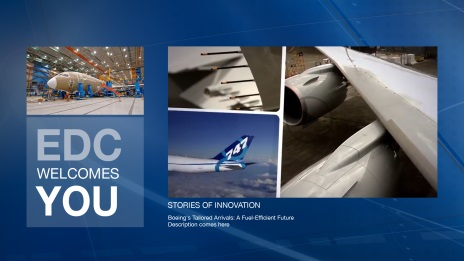 EDC
WELCOMES
YOU
747
STORIES OF INNOVATION
Boeing's Tailored Arrivals: A Fuel-Efficient Future
Description comes here